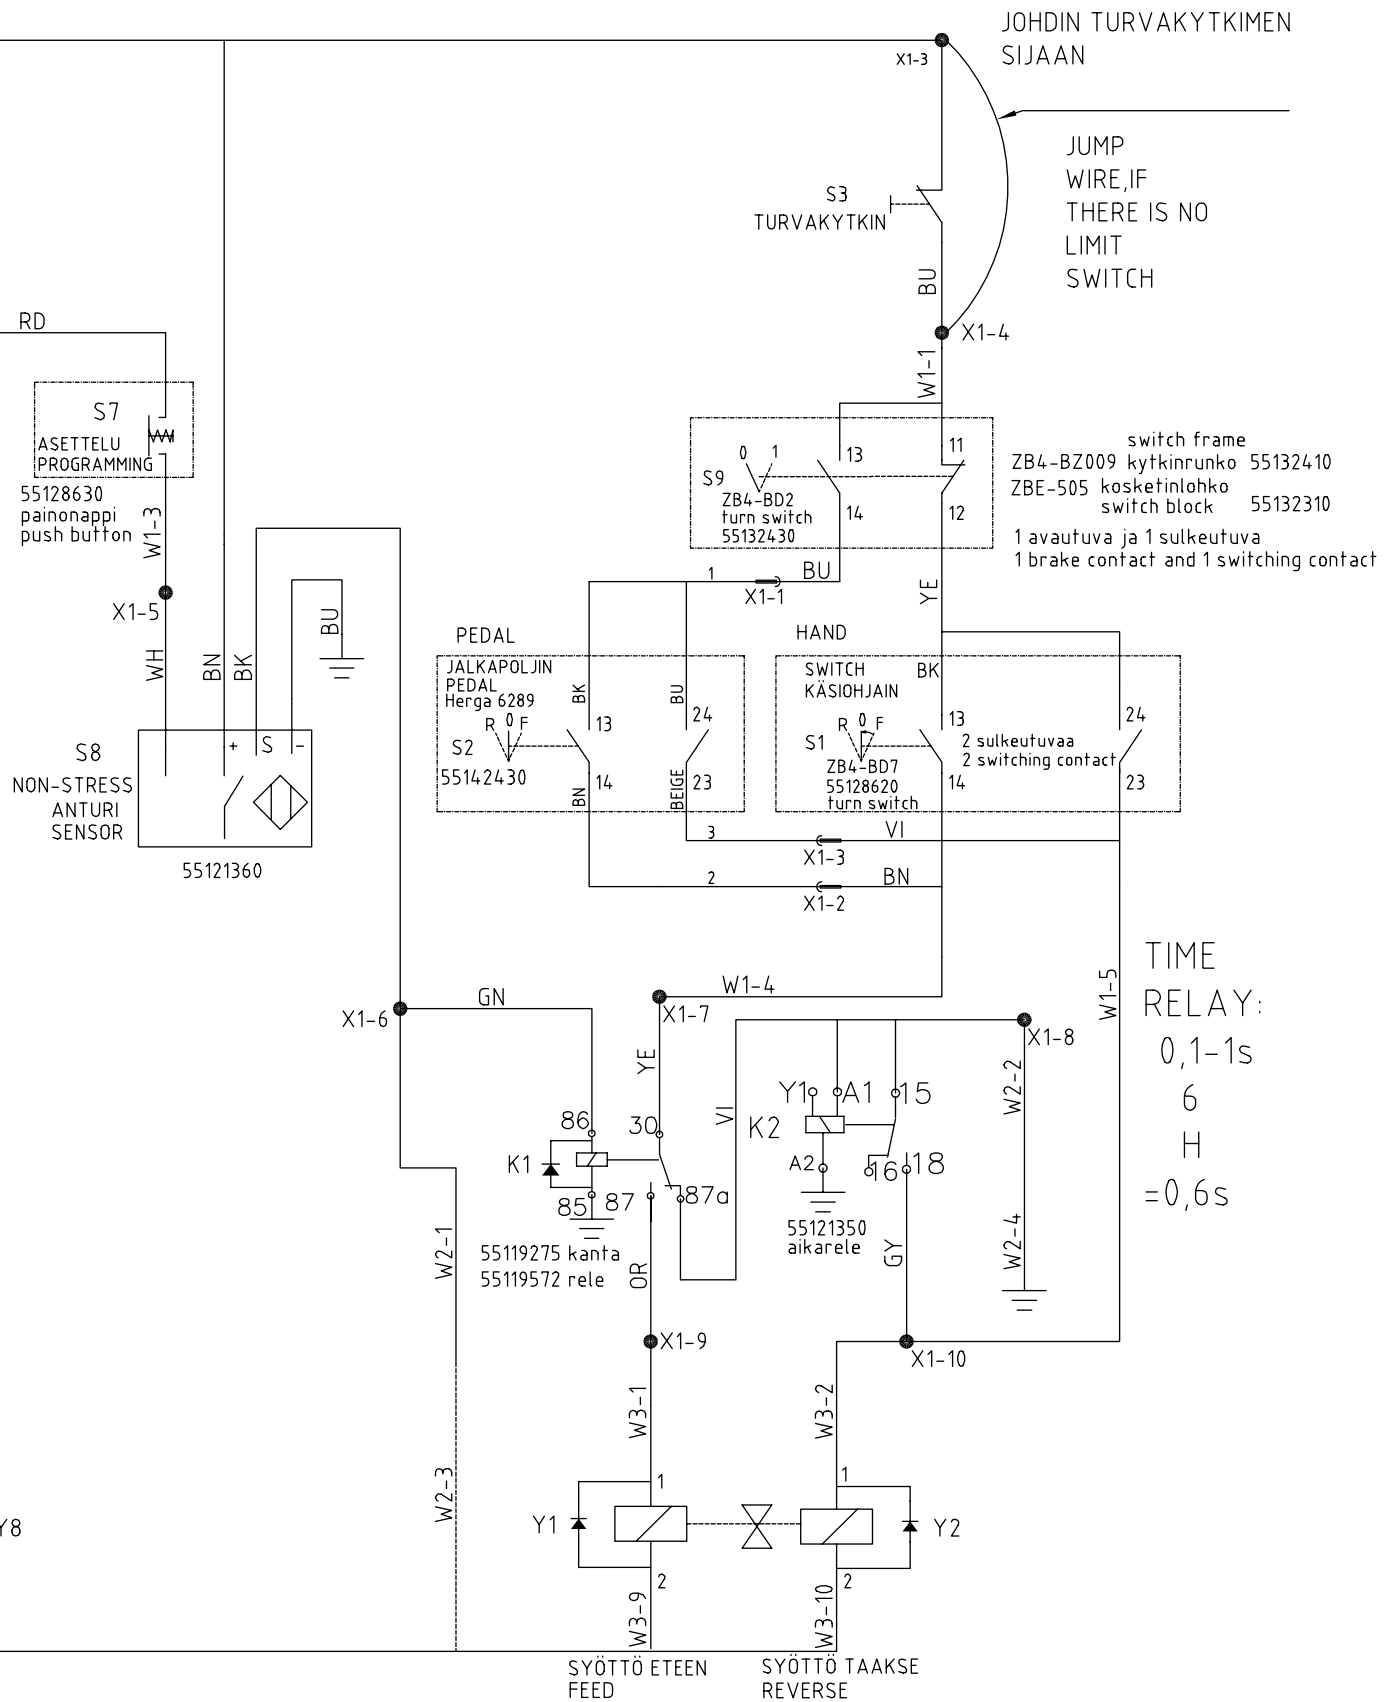 JOHDIN TURVAKYTKIMEN
SIJAAN
X1-3
JUMP
WIRE,IF
THERE IS NO
LIMIT
SWITCH
S3
TURVAKYTKIN
BU
X1-4
W1-1
RD
S7
ASETTELU
PROGRAMMING
55128630
painonappi
push button
W1-3
X1-5
WH
BN
BK
BU
S8
NON-STRESS
ANTURI
SENSOR
+
S
-
55121360
0
1
S9
ZB4-BD2
turn switch
55132430
13
14
11
12
switch frame
ZB4-BZ009 kytkinrunko 55132410
ZBE-505 kosketinlohko
switch block 55132310
1 avautuva ja 1 sulkeutuva
1 brake contact and 1 switching contact
1
X1-1
BU
YE
PEDAL
JALKAPOLJIN
PEDAL
Herga 6289
R 0 F
S2
55142430
BK
13
14
BN
BU
24
23
BEIGE
HAND
SWITCH
KÄSIOHJAIN
BK
R 0 F
S1
ZB4-BD7
55128620
turn switch
13
14
2 sulkeutuvaa
2 switching contact
24
23
3
X1-3
VI
2
X1-2
BN
W1-4
X1-7
GN
X1-6
YE
VI
W1-5
TIME
RELAY:
0,1-1s
6
H
=0,6s
X1-8
W2-2
W2-4
Y1
A1
15
K2
A2
16
18
55121350
aikarele
GY
86
30
K1
85
87
87a
55119275 kanta
55119572 rele
OR
W2-1
X1-9
X1-10
W3-1
W3-2
W2-3
1
1
Y8
Y1
Y2
2
2
W3-9
W3-10
SYÖTTÖ ETEEN
FEED
SYÖTTÖ TAAKSE
REVERSE